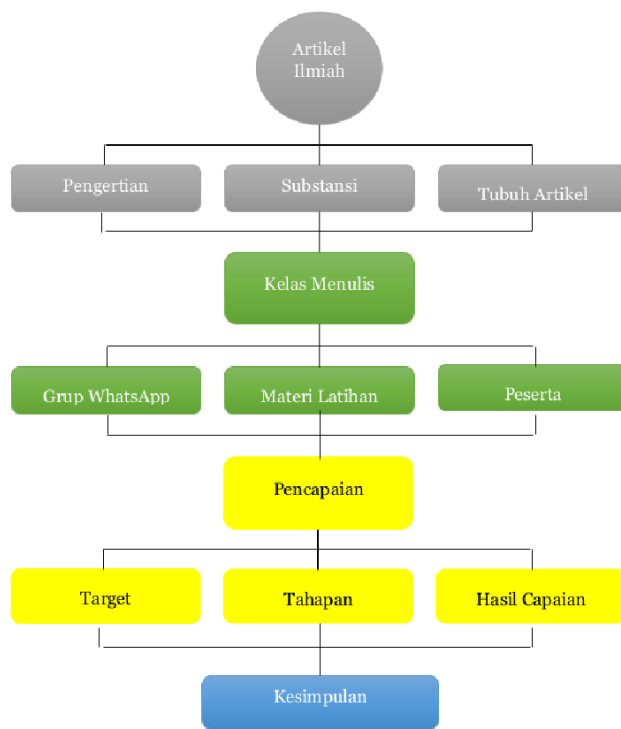 Artikel
Ilmiah
Pengertian
Substansi
Tubuh Artikel
Kelas Menulis
Grup WhatsApp
Materi Latihan
Peserta
Pencapaian
Target
Tahapan
Hasil Capaian
Kesimpulan